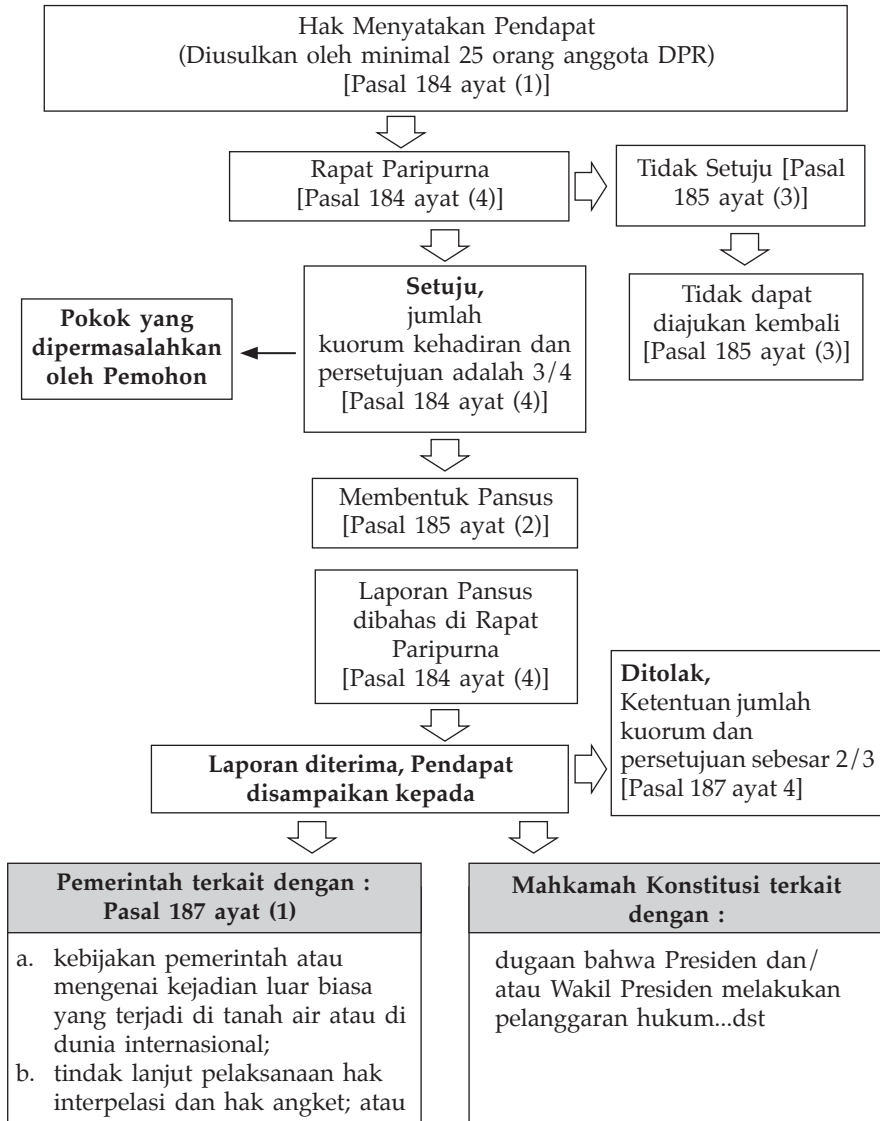 Hak Menyatakan Pendapat
(Diusulkan oleh minimal 25 orang anggota DPR)
[Pasal 184 ayat (1)]
Rapat Paripurna
[Pasal 184 ayat (4)]
Tidak Setuju [Pasal
185 ayat (3)]
Setuju,
jumlah
kuorum kehadiran dan
persetujuan adalah 3/4
[Pasal 184 ayat (4)]
Pokok yang
dipermasalahkan
oleh Pemohon
Tidak dapat
diajukan kembali
[Pasal 185 ayat (3)]
Membentuk Pansus
[Pasal 185 ayat (2)]
Laporan Pansus
dibahas di Rapat
Paripurna
[Pasal 184 ayat (4)]
Laporan diterima, Pendapat
disampaikan kepada
Ditolak,
Ketentuan jumlah
kuorum dan
persetujuan sebesar 2/3
[Pasal 187 ayat 4]
Pemerintah terkait dengan :
Pasal 187 ayat (1)
a. kebijakan pemerintah atau
mengenai kejadian luar biasa
yang terjadi di tanah air atau di
dunia internasional;
b. tindak lanjut pelaksanaan hak
interpelasi dan hak angket; atau
Mahkamah Konstitusi terkait
dengan :
dugaan bahwa Presiden dan/
atau Wakil Presiden melakukan
pelanggaran hukum...dst